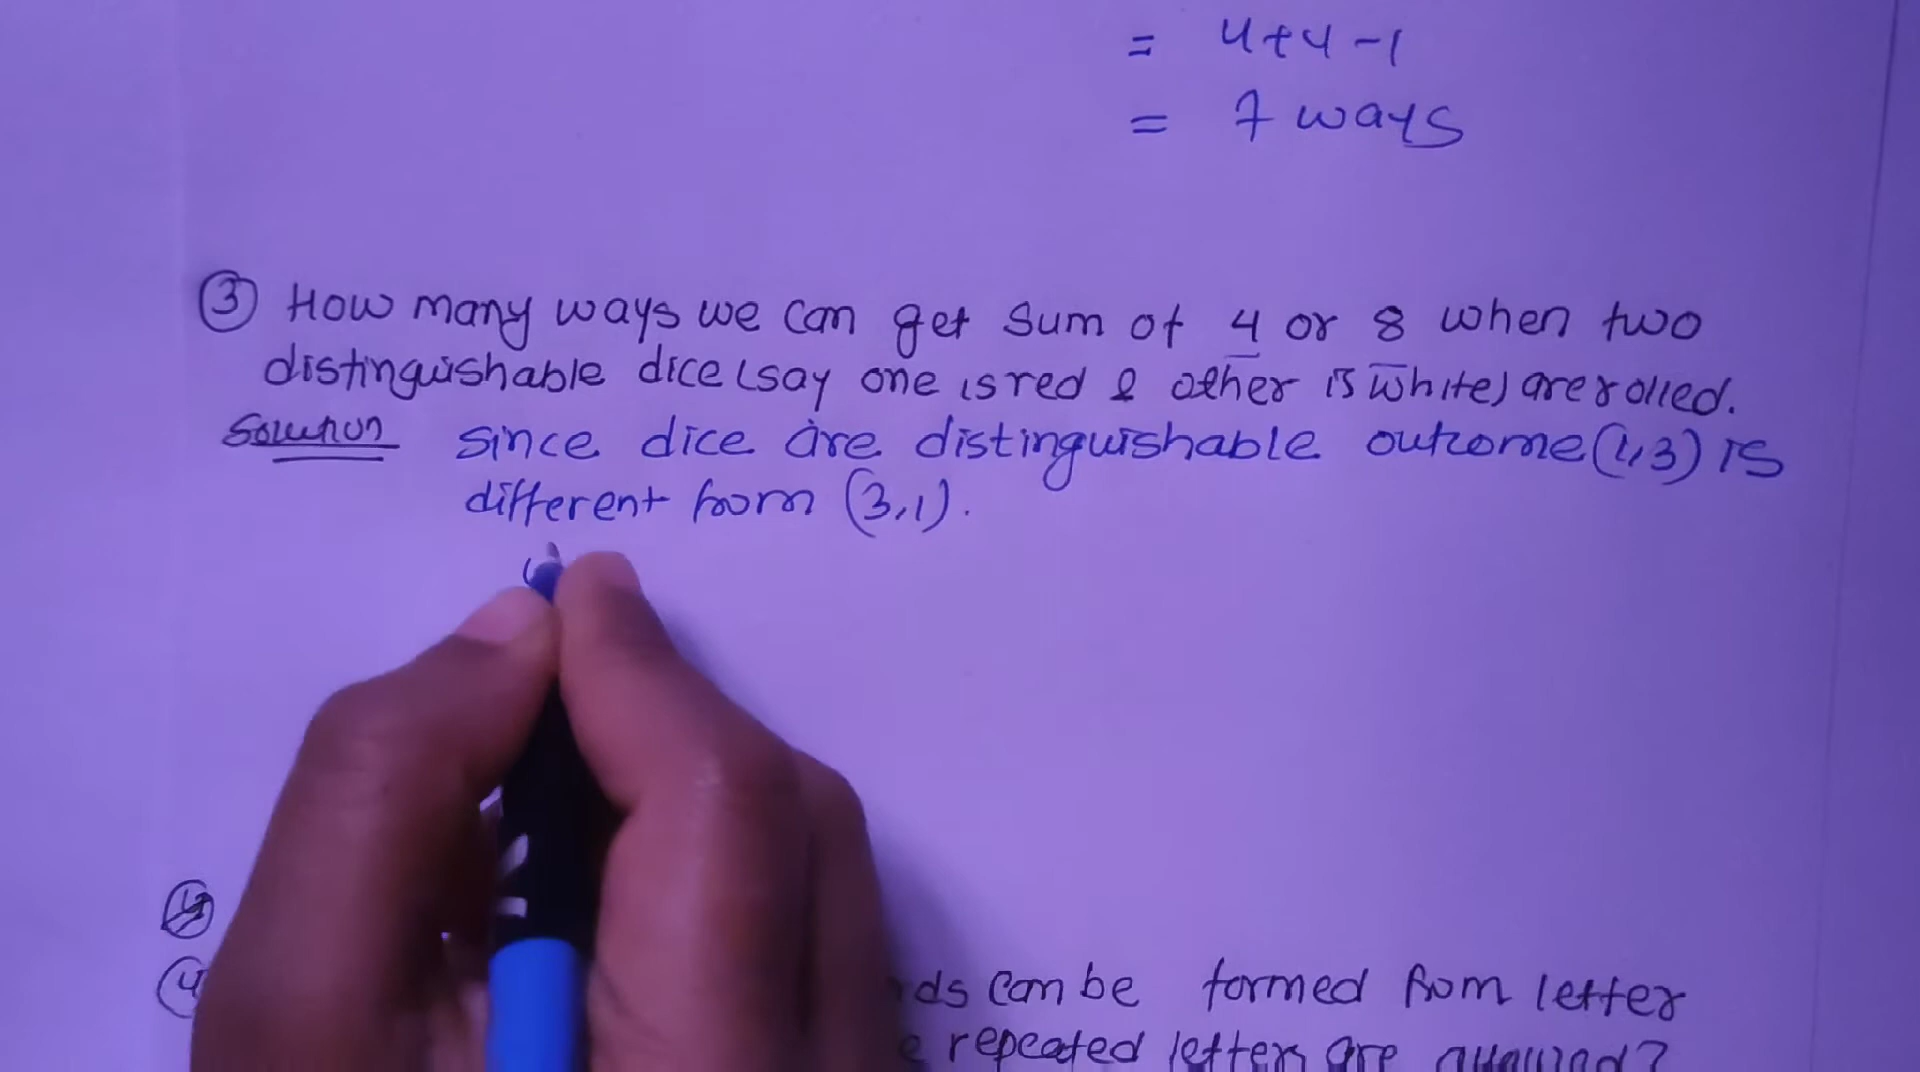 = 4+4-1
= 7 ways
③ How many ways we can get sum of 4 or 8 when two
distinguishable dice (say one is red & other is white) are rolled.
Solution Since dice are distinguishable outcome (1,3) is
different from (3,1).
(
④ can be formed from letter
repeated letters are allowed?